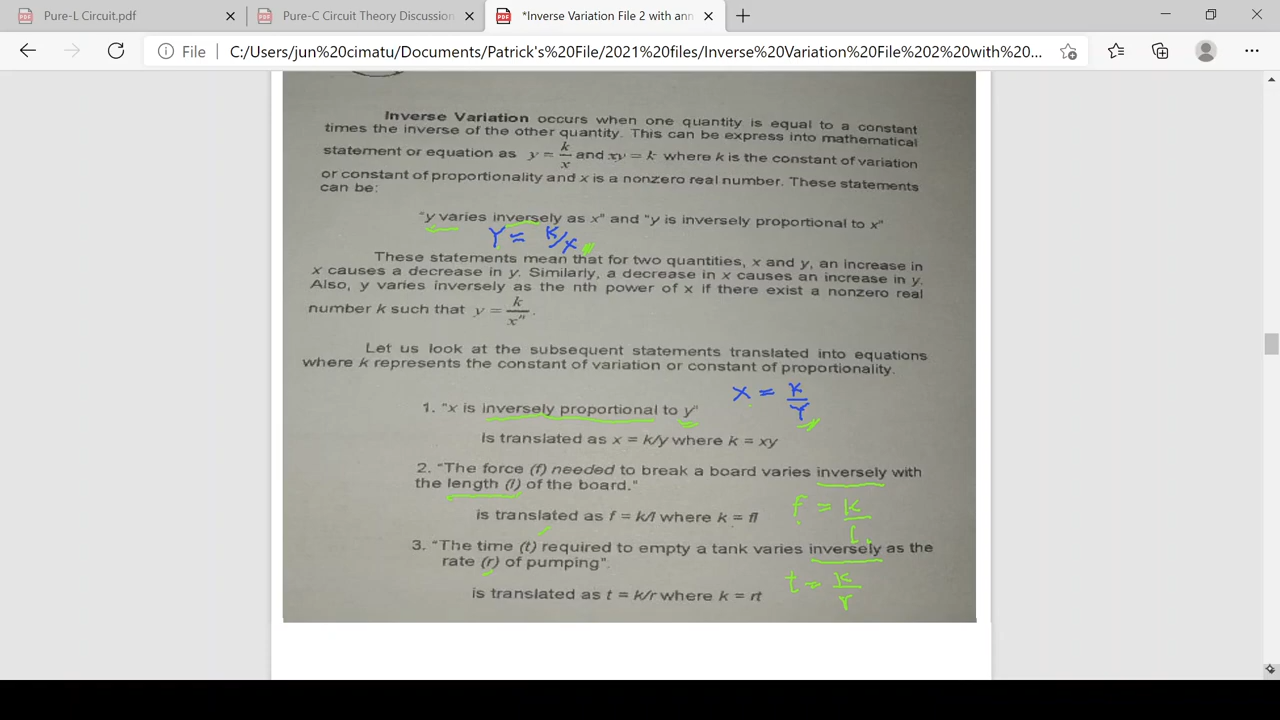 Pure-L Circuit.pdf
Pure-C Circuit Theory Discussion
*Inverse Variation File 2 with ann
File
C:/Users/jun%20cimatu/Documents/Patrick's%20File/2021%20files/Inverse%20Variation%20File%202%20with%20...
Inverse Variation occurs when one quantity is equal to a constant
times the inverse of the other quantity. This can be express into mathematical
statement or equation as y = k/x and xy = k where k is the constant of variation
or constant of proportionality and x is a nonzero real number. These statements
can be:
"y varies inversely as x" and "y is inversely proportional to x"
Y = K/X
These statements mean that for two quantities, x and y, an increase in
x causes a decrease in y. Similarly, a decrease in x causes an increase in y.
Also, y varies inversely as the nth power of x if there exist a nonzero real
number k such that y = k/xⁿ.
Let us look at the subsequent statements translated into equations
where k represents the constant of variation or constant of proportionality.
X = K/Y
1. "x is inversely proportional to y"
is translated as x = k/y where k = xy
2. "The force (f) needed to break a board varies inversely with
the length (l) of the board."
f = K/l
is translated as f = k/l where k = fl
3. "The time (t) required to empty a tank varies inversely as the
rate (r) of pumping".
t = K/r
is translated as t = k/r where k = rt